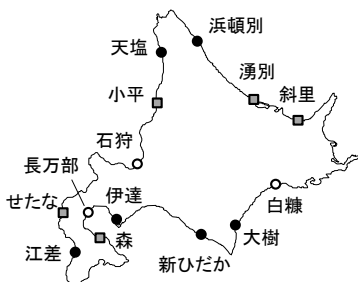 浜頓別
天塩
湧別
小平
斜里
石狩
長万部
せたな
伊達
白糠
江差
森
大樹
新ひだか